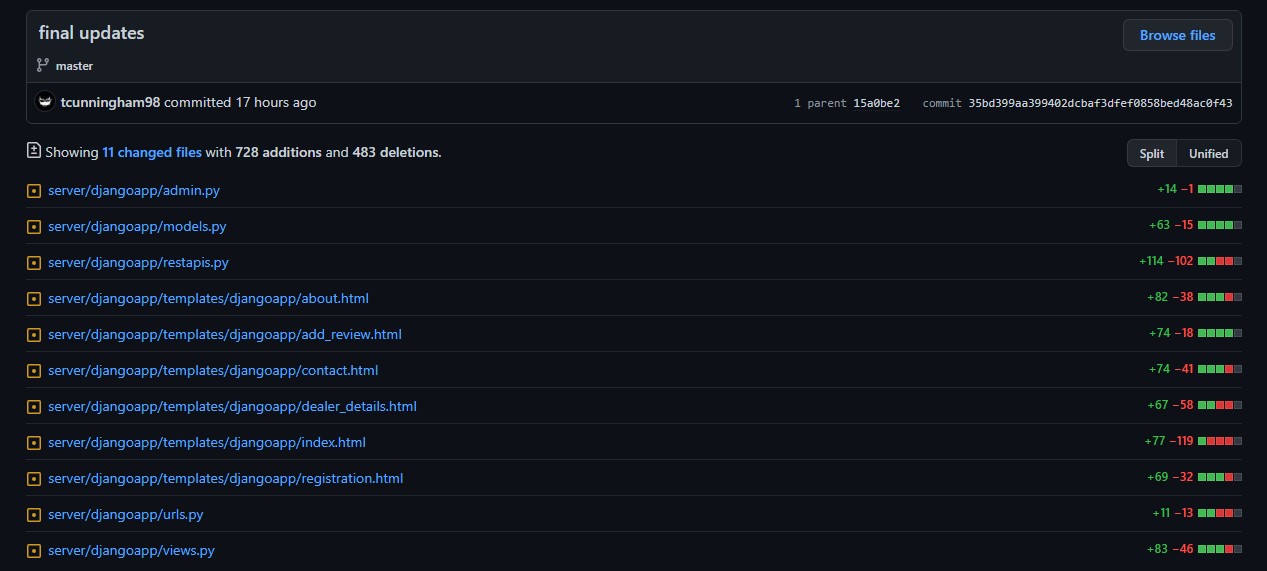 final updates
Browse files
master
tcunningham98 committed 17 hours ago
1 parent 15a0be2 commit 35bd399aa399402dcbaf3dfef0858bed48ac0f43
Showing 11 changed files with 728 additions and 483 deletions.
Split Unified
server/djangoapp/admin.py +14 −1
server/djangoapp/models.py +63 −15
server/djangoapp/restapis.py +114 −102
server/djangoapp/templates/djangoapp/about.html +82 −38
server/djangoapp/templates/djangoapp/add_review.html +74 −18
server/djangoapp/templates/djangoapp/contact.html +74 −41
server/djangoapp/templates/djangoapp/dealer_details.html +67 −58
server/djangoapp/templates/djangoapp/index.html +77 −119
server/djangoapp/templates/djangoapp/registration.html +69 −32
server/djangoapp/urls.py +11 −13
server/djangoapp/views.py +83 −46